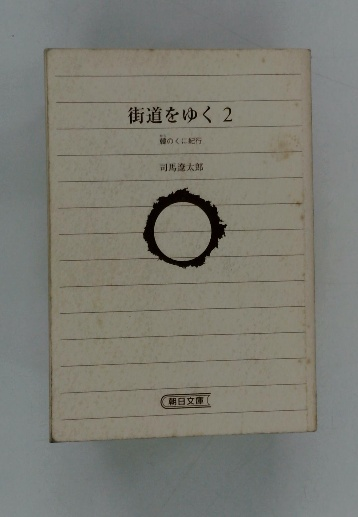 街道をゆく 2
韓のくに紀行
司馬遼太郎
朝日文庫